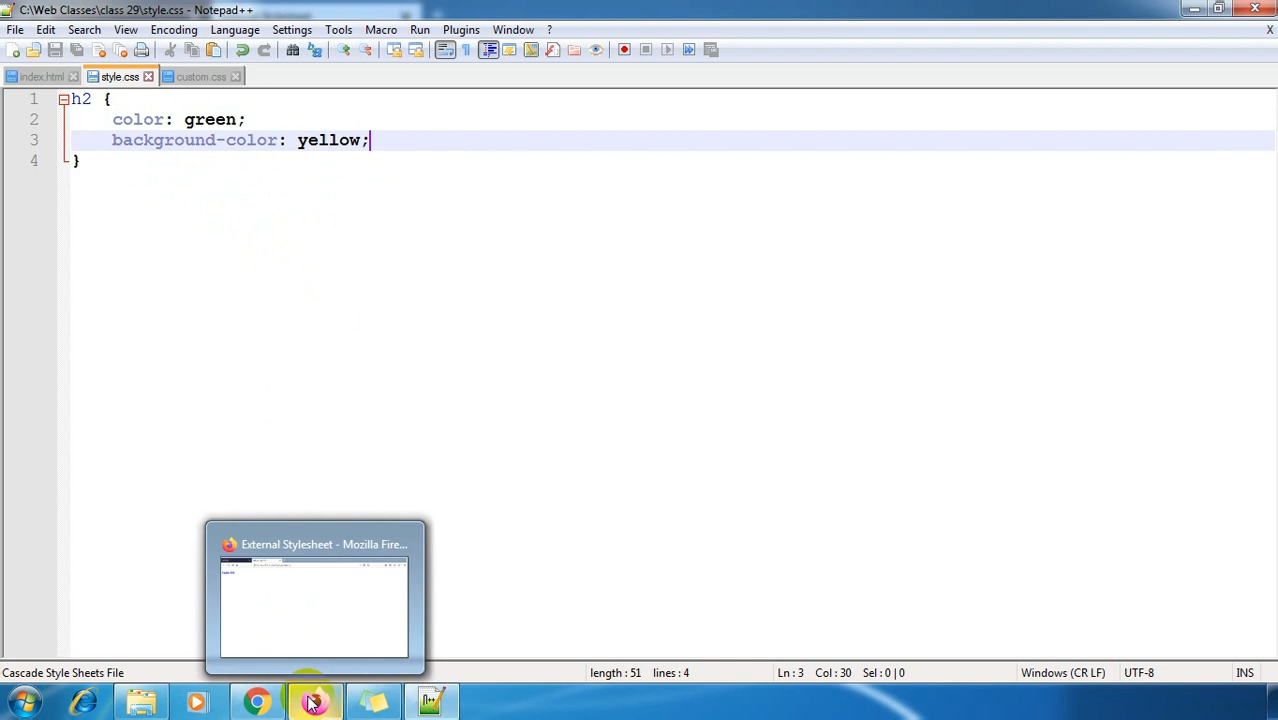 C:\Web Classes\class 29\style.css - Notepad++
File Edit Search View Encoding Language Settings Tools Macro Run Plugins Window ? X
index.html style.css custom.css
1 h2 {
2 color: green;
3 background-color: yellow;
4 }
External Stylesheet - Mozilla Fire...
Cascade Style Sheets File length : 51 lines : 4 Ln : 3 Col : 30 Sel : 0 | 0 Windows (CR LF) UTF-8 INS